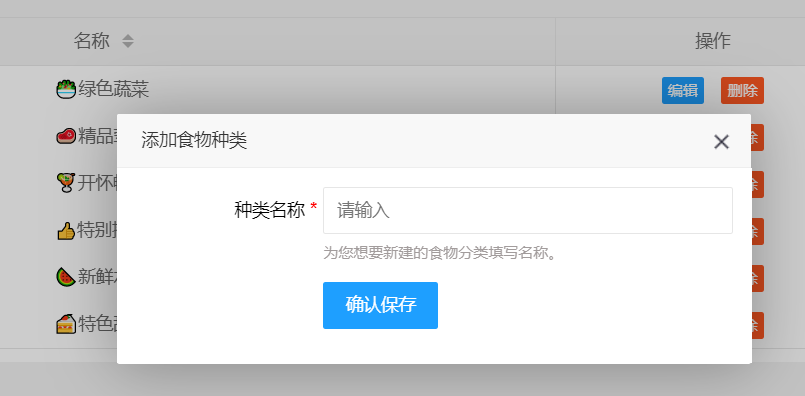 名称 操作
绿色蔬菜 编辑 删除
添加食物种类
精品
开怀
特别
新鲜
特色
种类名称 * 请输入
为您想要新建的食物分类填写名称。
确认保存